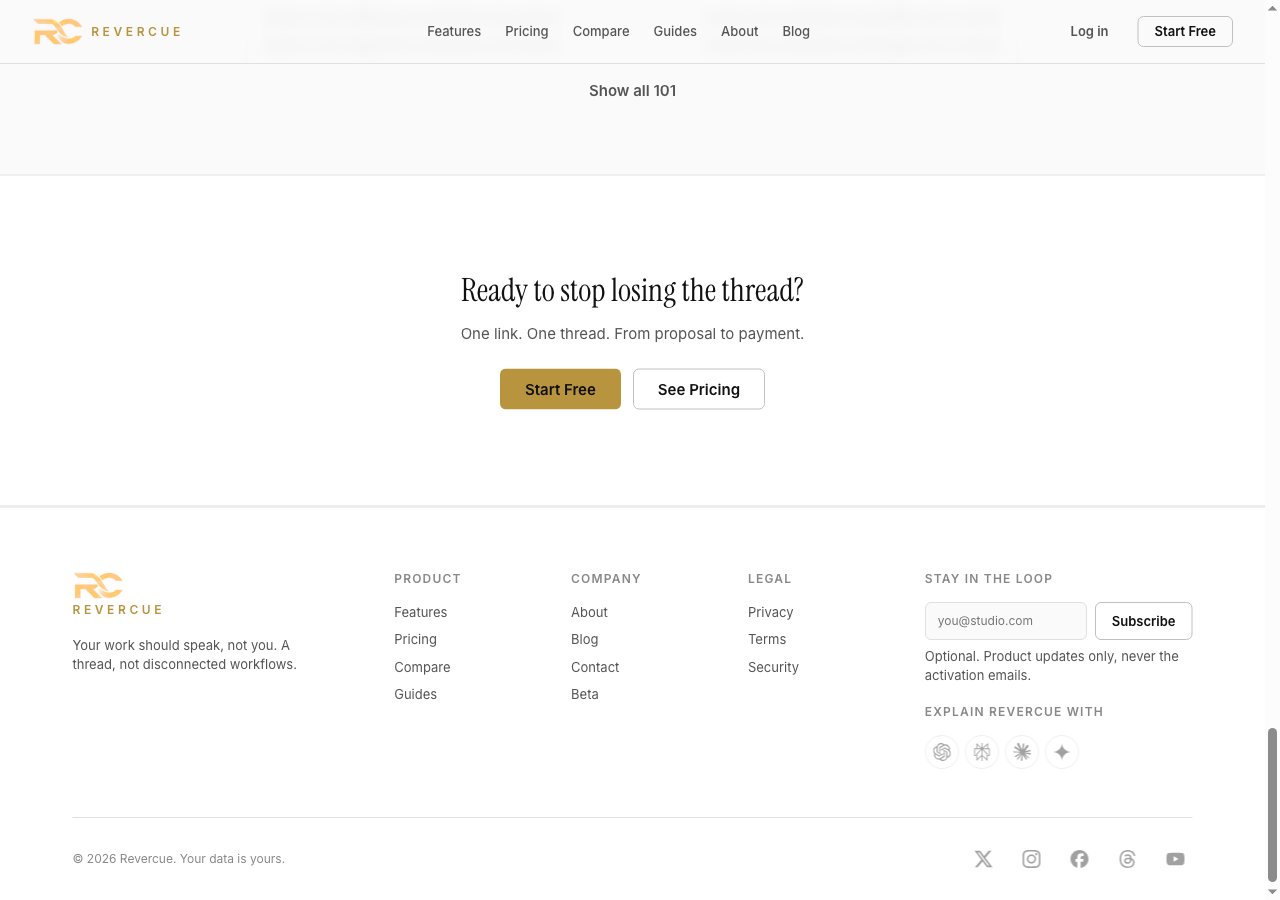 REVERCUE
Features Pricing Compare Guides About Blog
Log in
Start Free
Show all 101
Ready to stop losing the thread?
One link. One thread. From proposal to payment.
Start Free
See Pricing
REVERCUE
Your work should speak, not you. A
thread, not disconnected workflows.
PRODUCT
Features
Pricing
Compare
Guides
COMPANY
About
Blog
Contact
Beta
LEGAL
Privacy
Terms
Security
STAY IN THE LOOP
you@studio.com
Subscribe
Optional. Product updates only, never the
activation emails.
EXPLAIN REVERCUE WITH
© 2026 Revercue. Your data is yours.